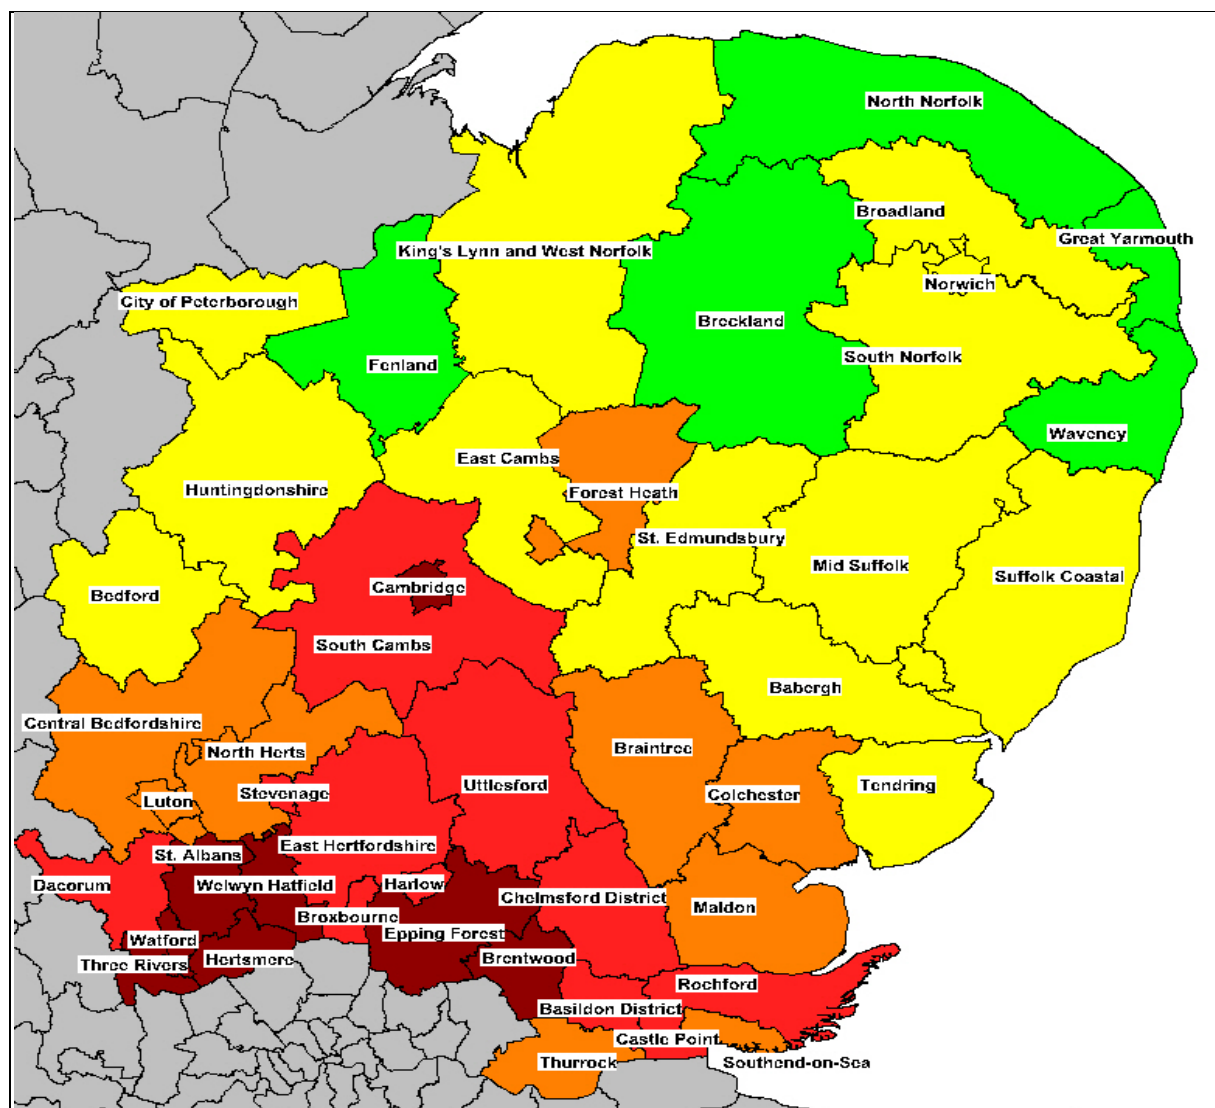 North Norfolk
Broadland
Great Yarmouth
King's Lynn and West Norfolk
Norwich
City of Peterborough
Breckland
South Norfolk
Fenland
Waveney
East Cambs
Huntingdonshire
Forest Heath
St. Edmundsbury
Mid Suffolk
Suffolk Coastal
Cambridge
Bedford
South Cambs
Babergh
Central Bedfordshire
North Herts
Braintree
Uttlesford
Tendring
Stevenage
Colchester
Luton
East Hertfordshire
St. Albans
Dacorum
Welwyn Hatfield
Harlow
Chelmsford District
Maldon
Broxbourne
Epping Forest
Watford
Three Rivers
Hertsmere
Brentwood
Rochford
Basildon District
Castle Point
Thurrock
Southend-on-Sea